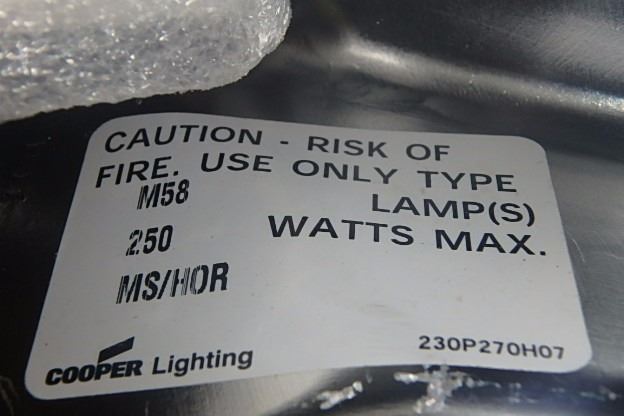 CAUTION - RISK OF
FIRE. USE ONLY TYPE
M58 LAMP(S)
250 WATTS MAX.
MS/HOR
COOPER Lighting 230P270H07